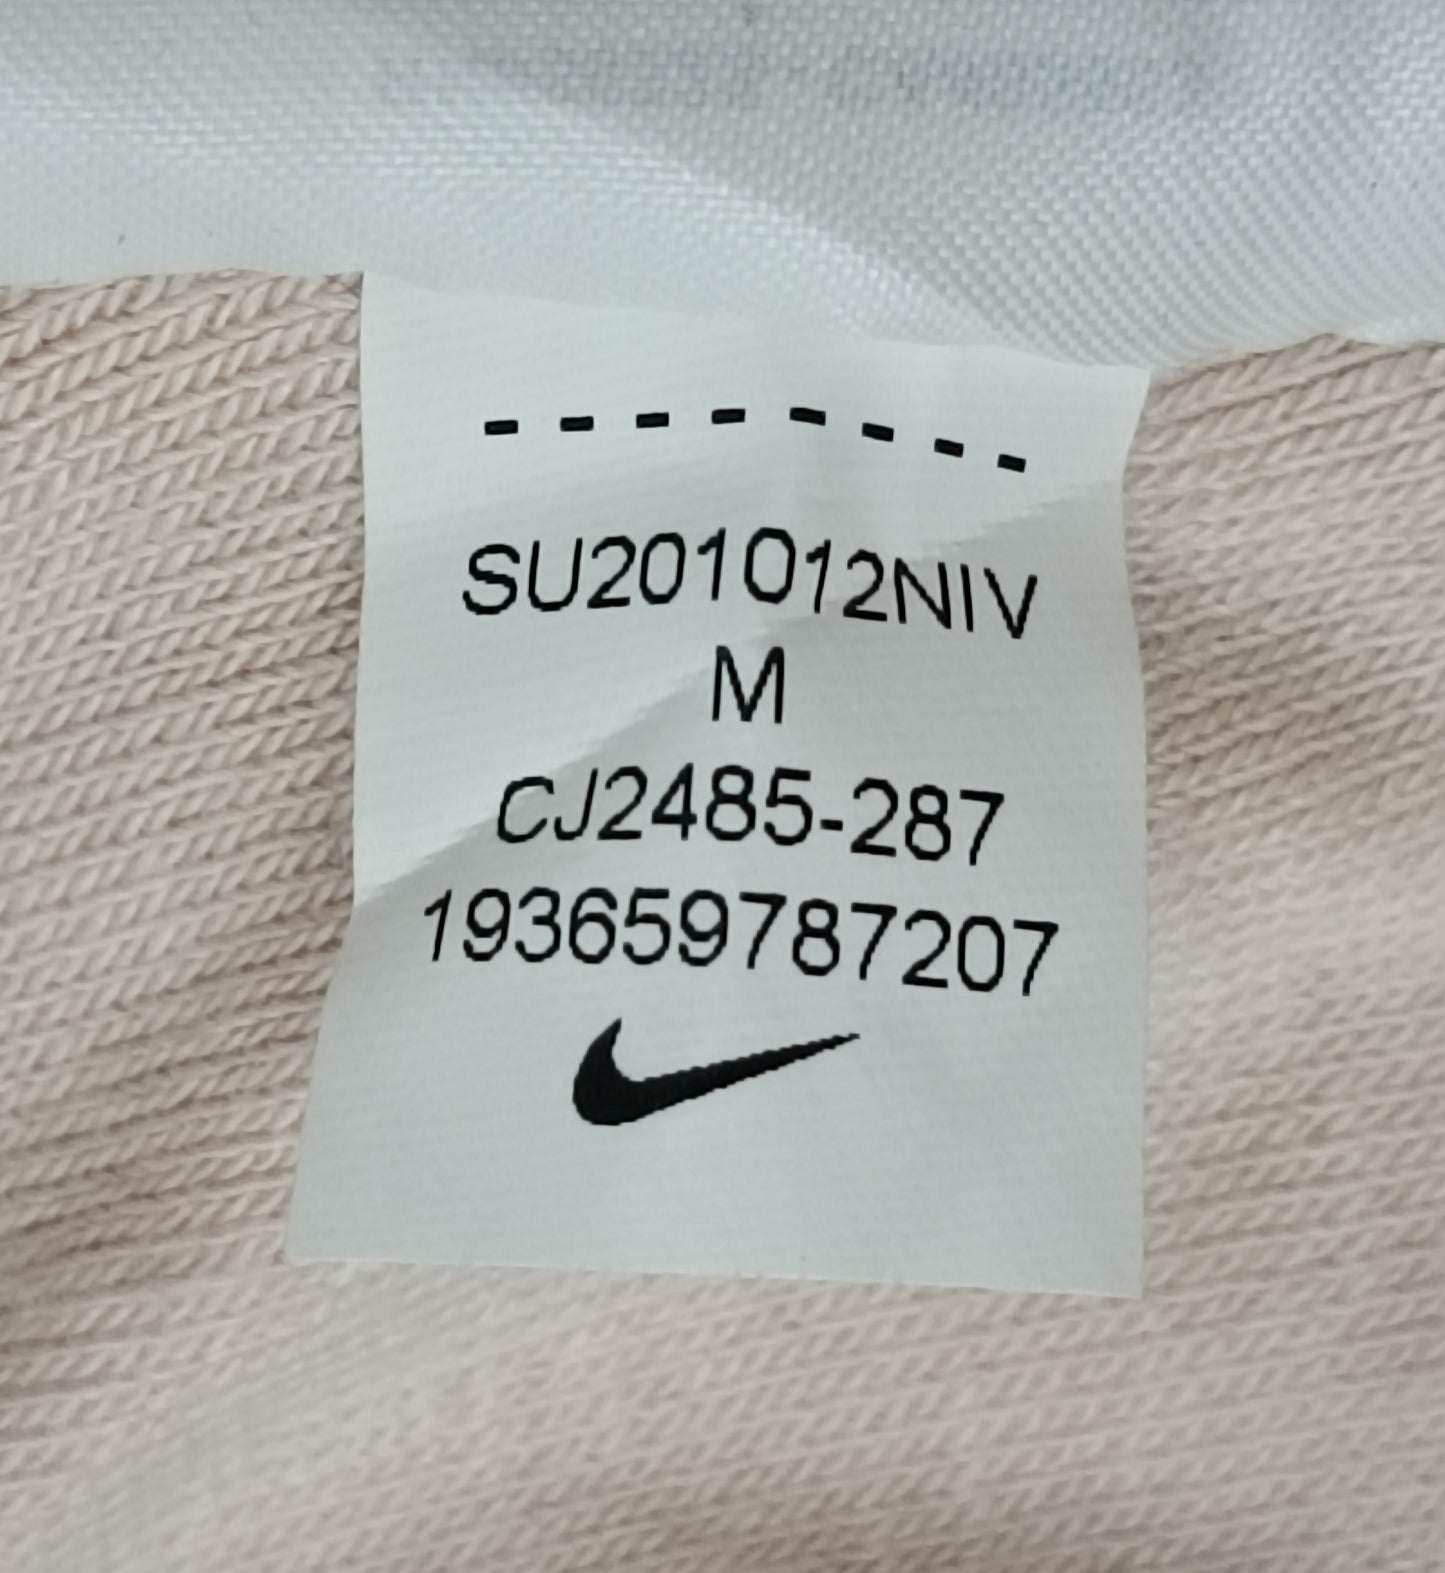 - - - - - - - -
SU201012NIV
M
CJ2485-287
193659787207